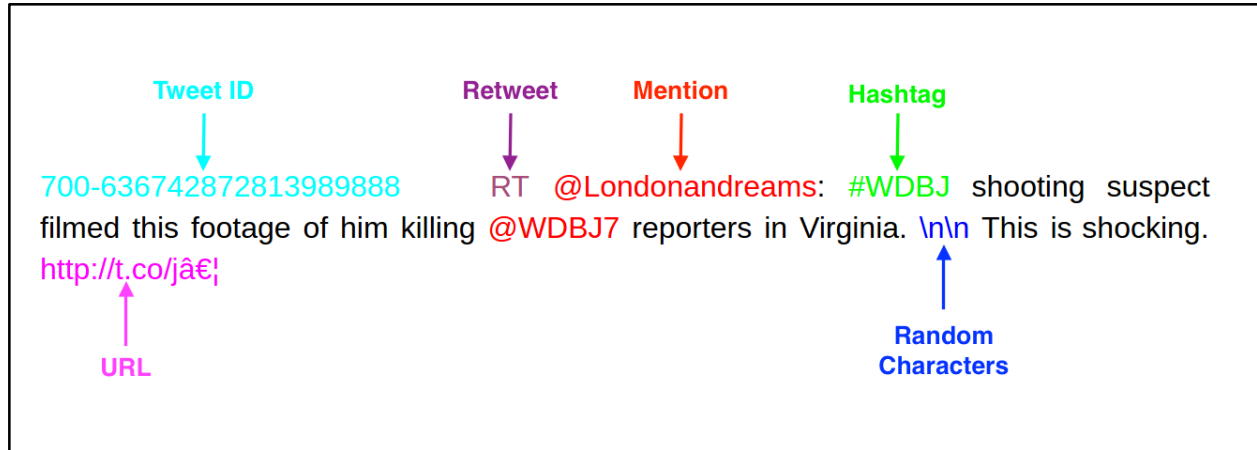 Tweet ID Retweet Mention Hashtag
700-636742872813989888 RT @Londonandreams: #WDBJ shooting suspect
filmed this footage of him killing @WDBJ7 reporters in Virginia. \n\n This is shocking.
http://t.co/jâ€¦
URL
Random
Characters